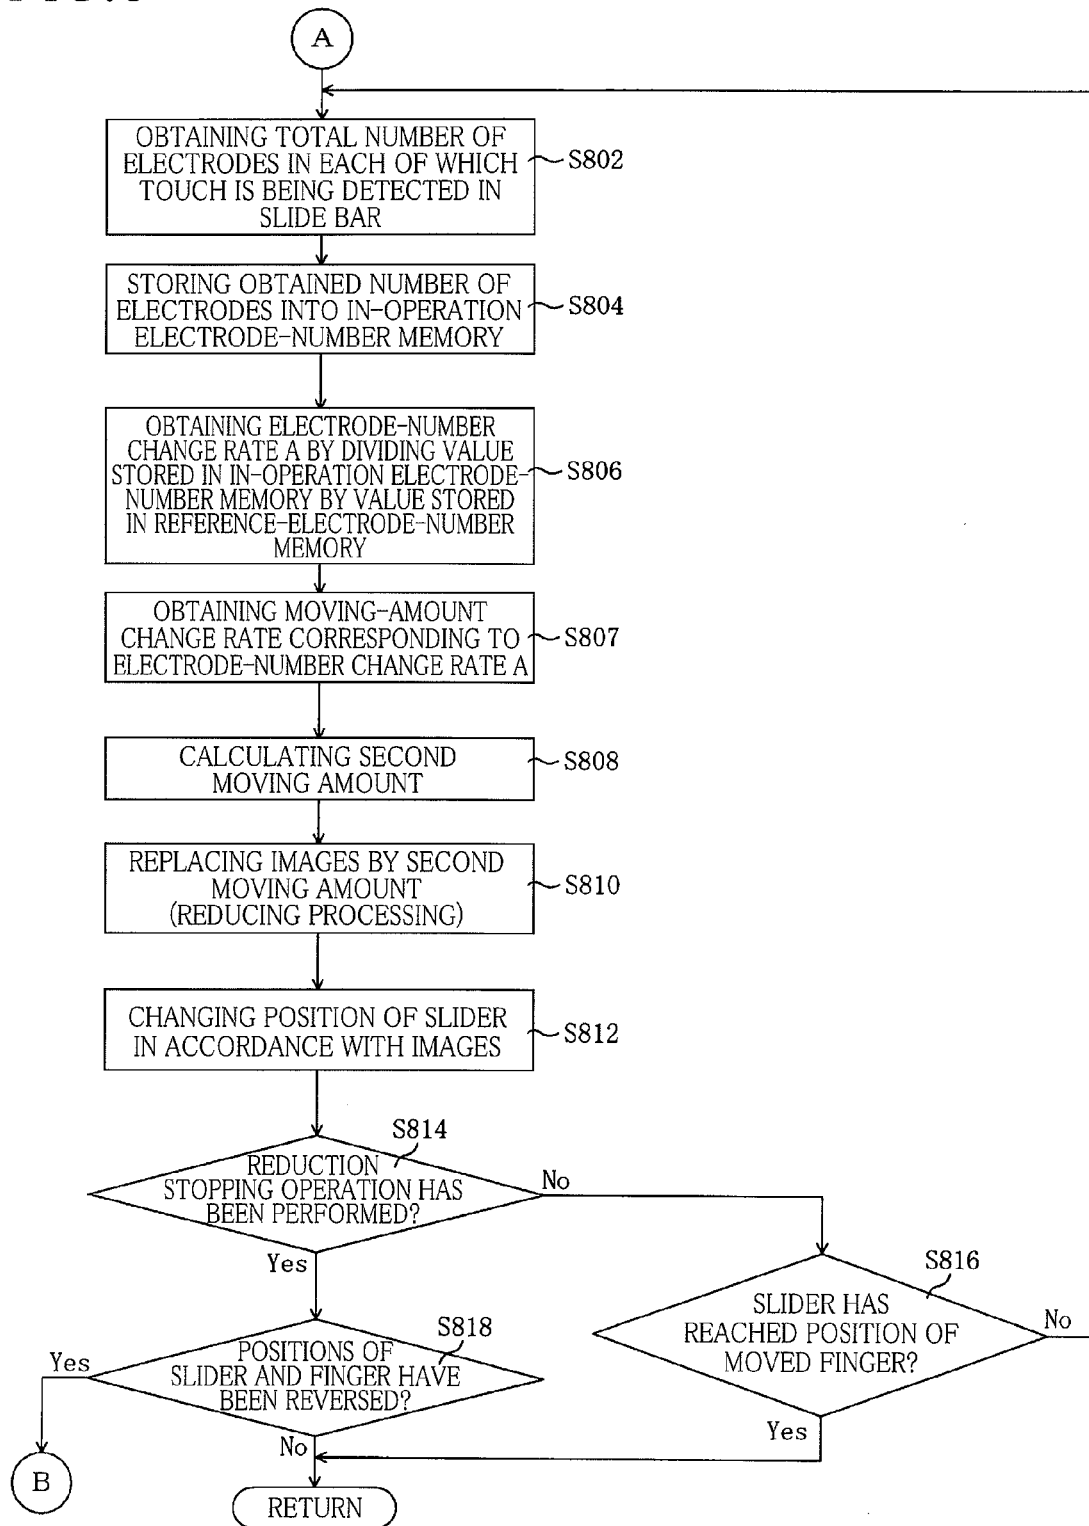 A
OBTAINING TOTAL NUMBER OF
ELECTRODES IN EACH OF WHICH
TOUCH IS BEING DETECTED IN
SLIDE BAR
S802
STORING OBTAINED NUMBER OF
ELECTRODES INTO IN-OPERATION
ELECTRODE-NUMBER MEMORY
S804
OBTAINING ELECTRODE-NUMBER
CHANGE RATE A BY DIVIDING VALUE
STORED IN IN-OPERATION ELECTRODE-
NUMBER MEMORY BY VALUE STORED
IN REFERENCE-ELECTRODE-NUMBER
MEMORY
S806
OBTAINING MOVING-AMOUNT
CHANGE RATE CORRESPONDING TO
ELECTRODE-NUMBER CHANGE RATE A
S807
CALCULATING SECOND
MOVING AMOUNT
S808
REPLACING IMAGES BY SECOND
MOVING AMOUNT
(REDUCING PROCESSING)
S810
CHANGING POSITION OF SLIDER
IN ACCORDANCE WITH IMAGES
S812
S814
REDUCTION
STOPPING OPERATION HAS
BEEN PERFORMED?
No
Yes
S816
SLIDER HAS
REACHED POSITION OF
MOVED FINGER?
No
Yes
S818
POSITIONS OF
SLIDER AND FINGER HAVE
BEEN REVERSED?
Yes
No
B
RETURN